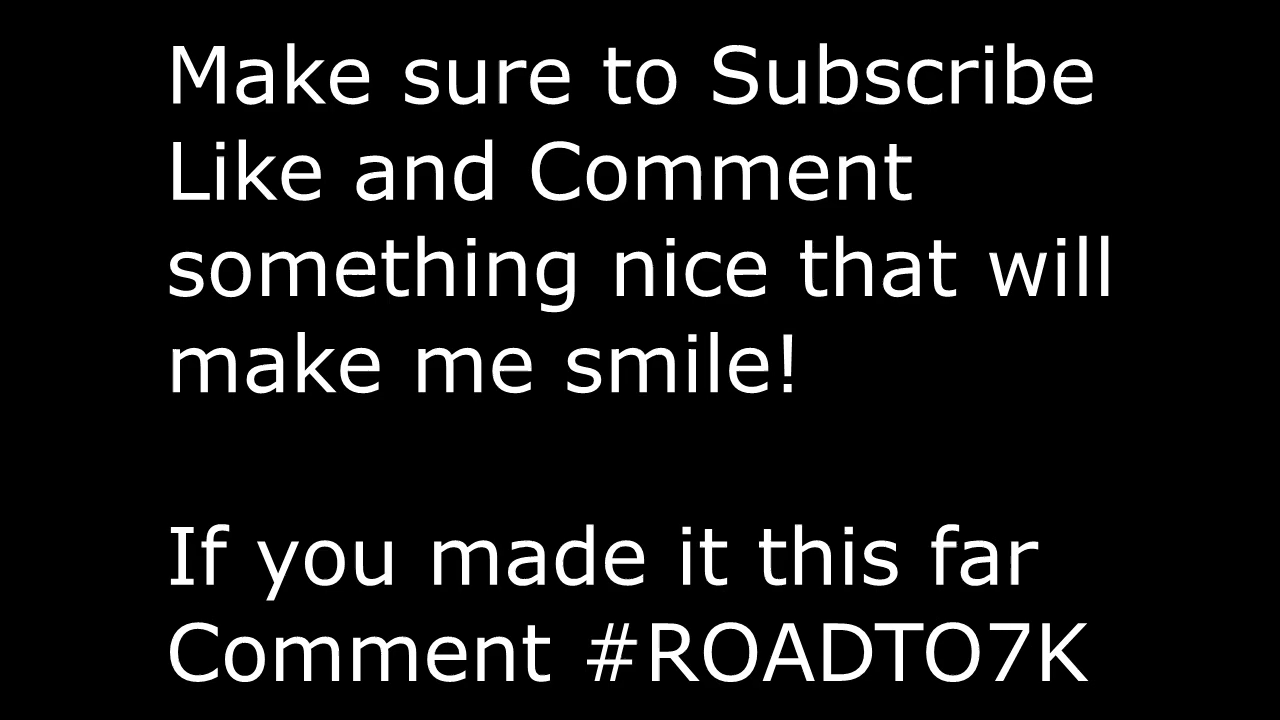 Make sure to Subscribe
Like and Comment
something nice that will
make me smile!
If you made it this far
Comment #ROADTO7K